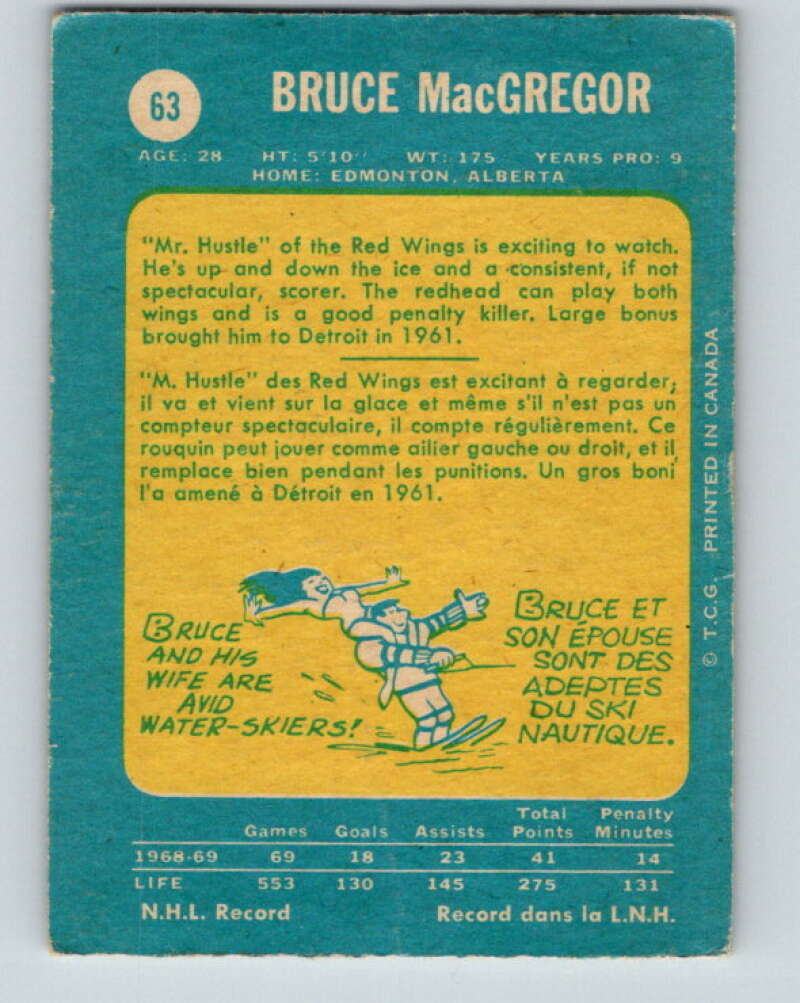 63
BRUCE MacGREGOR
AGE: 28 HT: 5'10" WT: 175 YEARS PRO: 9
HOME: EDMONTON, ALBERTA
"Mr. Hustle" of the Red Wings is exciting to watch.
He's up and down the ice and a consistent, if not
spectacular, scorer. The redhead can play both
wings and is a good penalty killer. Large bonus
brought him to Detroit in 1961.
"M. Hustle" des Red Wings est excitant à regarder;
il va et vient sur la glace et même s'il n'est pas un
compteur spectaculaire, il compte régulièrement. Ce
rouquin peut jouer comme ailier gauche ou droit, et il
remplace bien pendant les punitions. Un gros boni
l'a amené à Détroit en 1961.
BRUCE
AND HIS
WIFE ARE
AVID
WATER-SKIERS!
BRUCE ET
SON ÉPOUSE
SONT DES
ADEPTES
DU SKI
NAUTIQUE.
© T.C.G. PRINTED IN CANADA
Total Penalty
Games Goals Assists Points Minutes
1968-69 69 18 23 41 14
LIFE 553 130 145 275 131
N.H.L. Record Record dans la L.N.H.